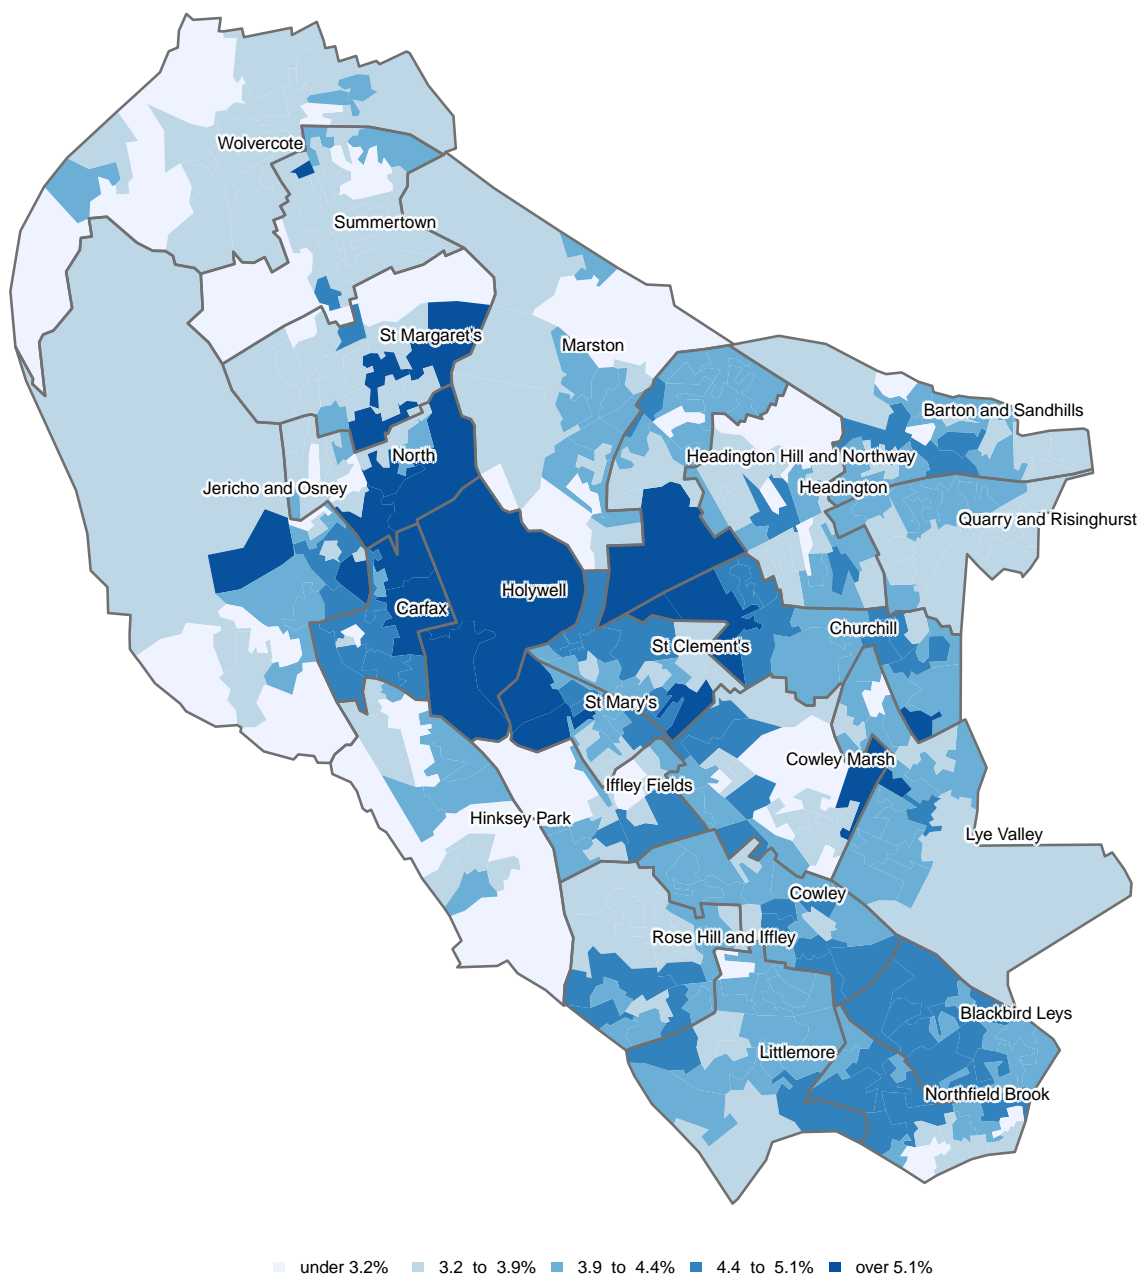 Wolvercote
Summertown
St Margaret's
Marston
Barton and Sandhills
North
Headington Hill and Northway
Jericho and Osney
Headington
Quarry and Risinghurst
Holywell
Carfax
Churchill
St Clement's
St Mary's
Cowley Marsh
Iffley Fields
Hinksey Park
Lye Valley
Cowley
Rose Hill and Iffley
Blackbird Leys
Littlemore
Northfield Brook
under 3.2% 3.2 to 3.9% 3.9 to 4.4% 4.4 to 5.1% over 5.1%